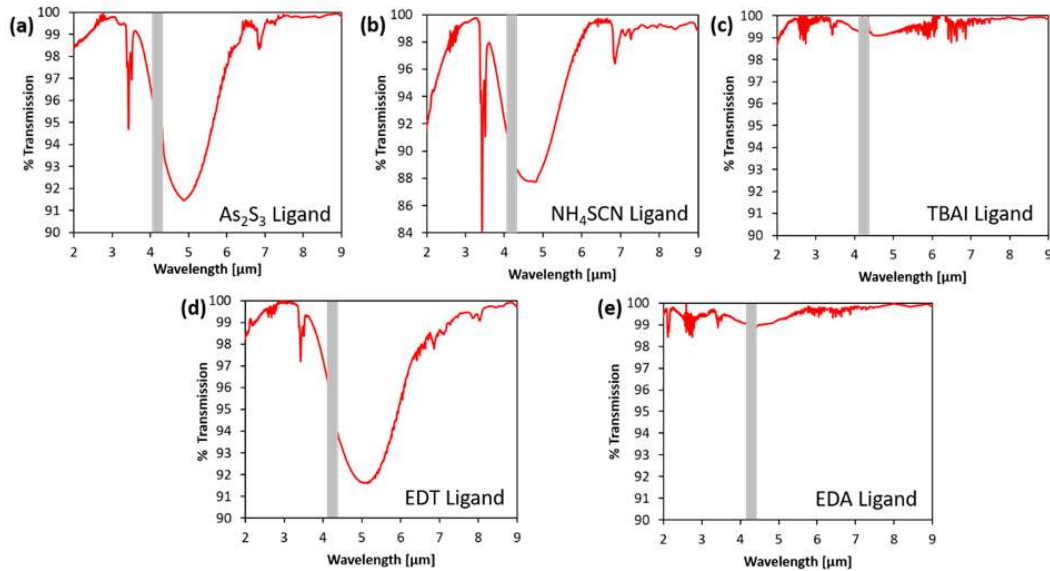 (a)
100
99
98
97
96
95
94
93
92
91
90
2 3 4 5 6 7 8 9
% Transmission
Wavelength [µm]
As₂S₃ Ligand
(b)
100
98
96
94
92
90
88
86
84
2 3 4 5 6 7 8 9
% Transmission
Wavelength [µm]
NH₄SCN Ligand
(c)
100
99
98
97
96
95
94
93
92
91
90
2 3 4 5 6 7 8 9
% Transmission
Wavelength [µm]
TBAI Ligand
(d)
100
99
98
97
96
95
94
93
92
91
90
2 3 4 5 6 7 8 9
% Transmission
Wavelength [µm]
EDT Ligand
(e)
100
99
98
97
96
95
94
93
92
91
90
2 3 4 5 6 7 8 9
% Transmission
Wavelength [µm]
EDA Ligand